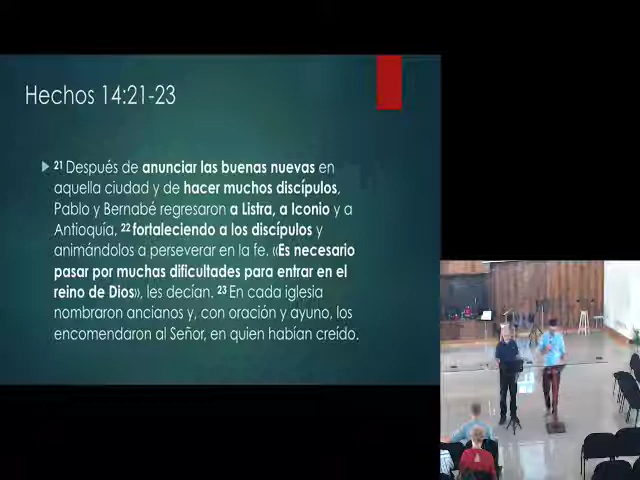 Hechos 14:21-23
21 Después de anunciar las buenas nuevas en
aquella ciudad y de hacer muchos discípulos,
Pablo y Bernabé regresaron a Listra, a Iconio y a
Antioquía, 22 fortaleciendo a los discípulos y
animándolos a perseverar en la fe. «Es necesario
pasar por muchas dificultades para entrar en el
reino de Dios», les decían. 23 En cada iglesia
nombraron ancianos y, con oración y ayuno, los
encomendaron al Señor, en quien habían creído.